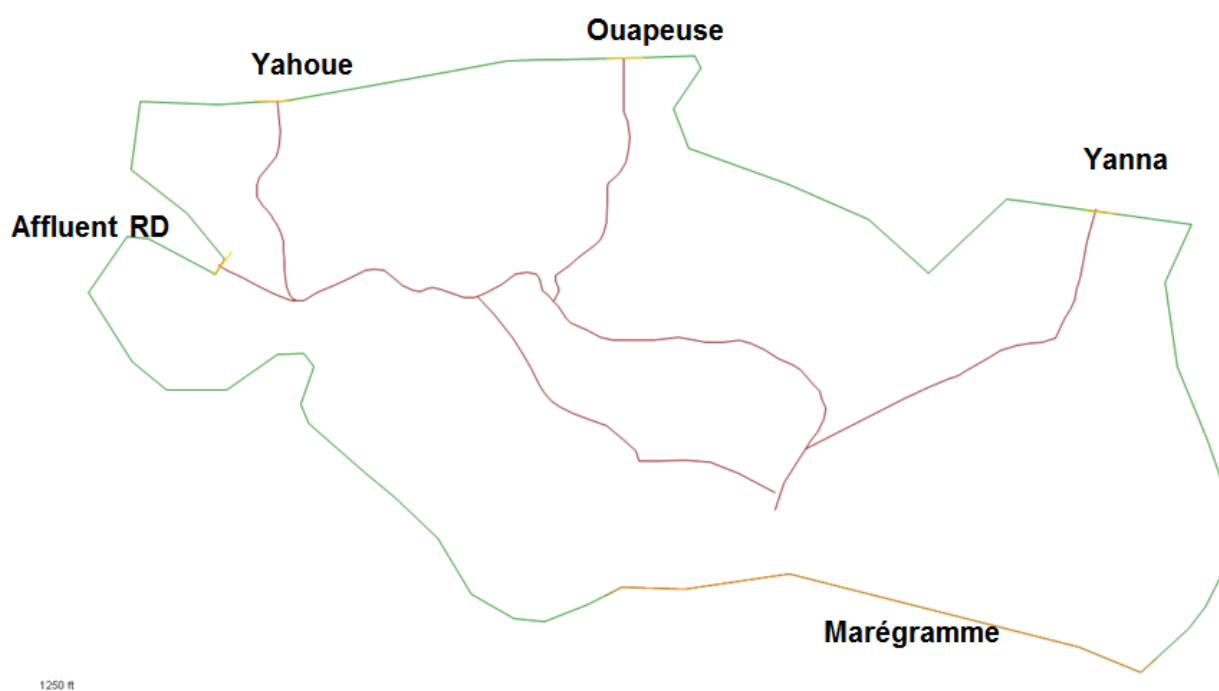 Ouapeuse
Yahoue
Yanna
Affluent RD
Marégramme
1250 ft